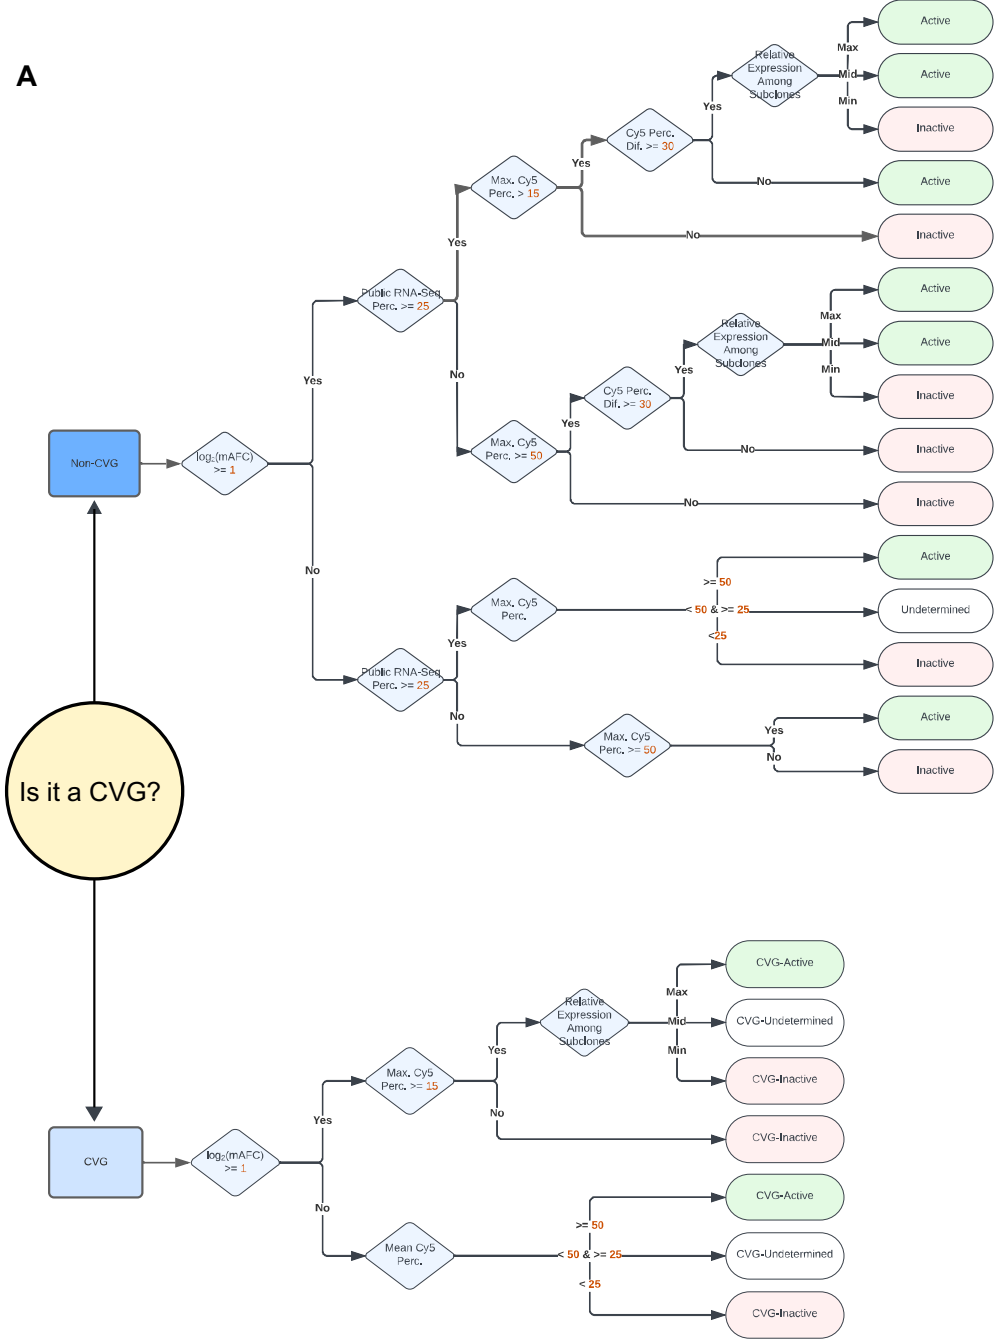 A
Active
Max
Relative
Expression
Among
Subclones
Mid
Active
Min
Yes
Inactive
Cy5 Perc.
Dif. >= 30
Yes
No
Active
Max. Cy5
Perc. > 15
No
Inactive
Yes
Public RNA-Seq
Perc. >= 25
Active
Max
Relative
Expression
Among
Subclones
Mid
Active
Min
Yes
No
Yes
Inactive
Cy5 Perc.
Dif. >= 30
Yes
No
Inactive
Max. Cy5
Perc. >= 50
No
Inactive
Non-CVG
log₂(mAFC)
>= 1
No
Active
>= 50
Max. Cy5
Perc.
< 50 & >= 25
Undetermined
<25
Yes
Inactive
Public RNA-Seq
Perc. >= 25
No
Active
Yes
Max. Cy5
Perc. >= 50
No
Inactive
Is it a CVG?
CVG-Active
Max
Relative
Expression
Among
Subclones
Mid
CVG-Undetermined
Min
Yes
CVG-Inactive
Max. Cy5
Perc. >= 15
Yes
No
CVG-Inactive
CVG
log₂(mAFC)
>= 1
No
CVG-Active
>= 50
Mean Cy5
Perc.
< 50 & >= 25
CVG-Undetermined
< 25
CVG-Inactive